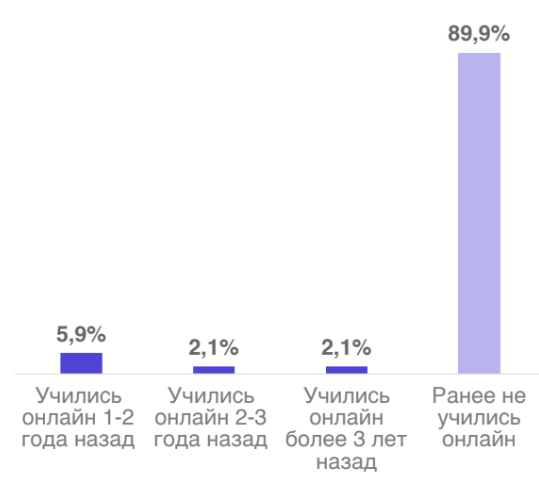 89,9%
5,9%
2,1%
2,1%
Учились
онлайн 1-2
года назад
Учились
онлайн 2-3
года назад
Учились
онлайн
более 3 лет
назад
Ранее не
учились
онлайн